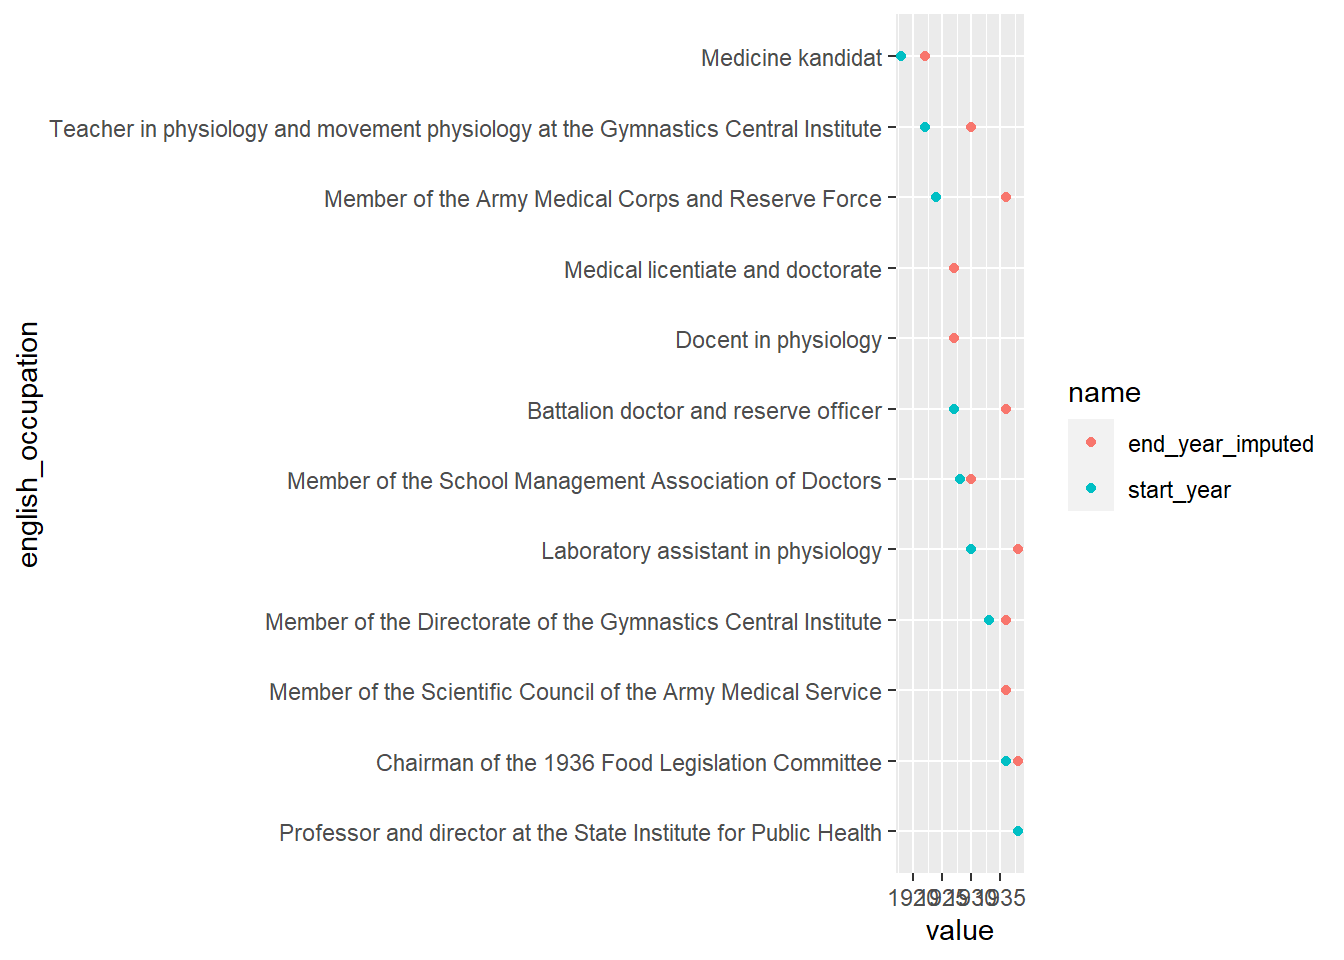 Medicine kandidat
Teacher in physiology and movement physiology at the Gymnastics Central Institute
Member of the Army Medical Corps and Reserve Force
Medical licentiate and doctorate
Docent in physiology
Battalion doctor and reserve officer
Member of the School Management Association of Doctors
Laboratory assistant in physiology
Member of the Directorate of the Gymnastics Central Institute
Member of the Scientific Council of the Army Medical Service
Chairman of the 1936 Food Legislation Committee
Professor and director at the State Institute for Public Health
english_occupation
1920 1925 1930 1935
value
name
end_year_imputed
start_year